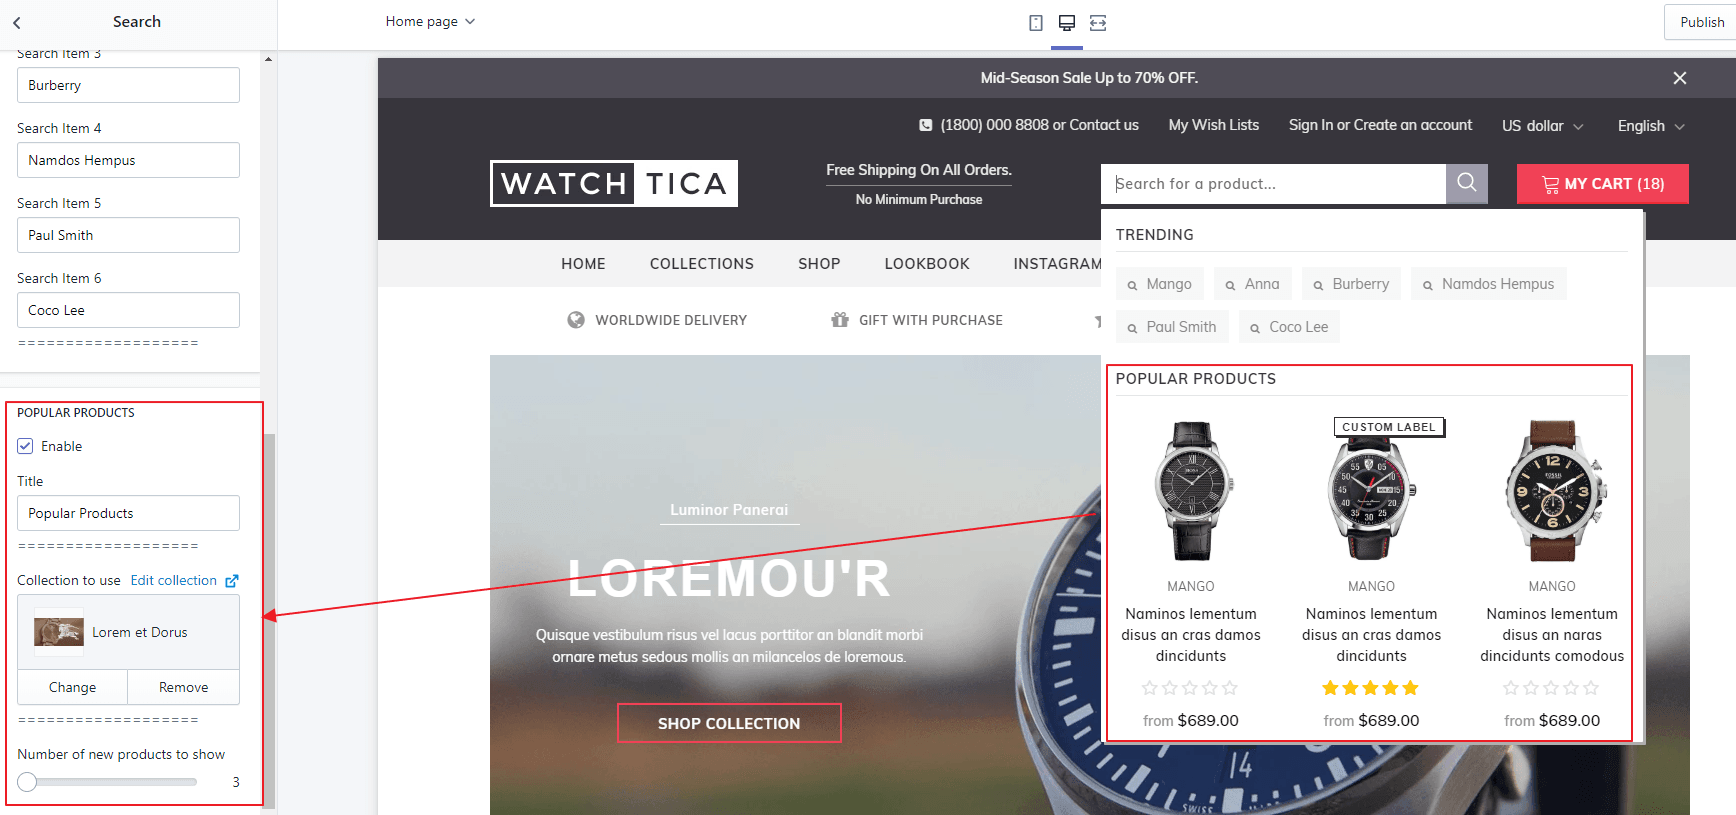 Search
Home page
Publish
Search Item 3
Burberry
Search Item 4
Namdos Hempus
Search Item 5
Paul Smith
Search Item 6
Coco Lee
===================
POPULAR PRODUCTS
Enable
Title
Popular Products
===================
Collection to use Edit collection
Lorem et Dorus
Change Remove
===================
Number of new products to show
3
Mid-Season Sale Up to 70% OFF.
(1800) 000 8808 or Contact us My Wish Lists Sign In or Create an account US dollar English
WATCH TICA
Free Shipping On All Orders.
No Minimum Purchase
Search for a product...
MY CART (18)
HOME COLLECTIONS SHOP LOOKBOOK INSTAGRAM
WORLDWIDE DELIVERY GIFT WITH PURCHASE
TRENDING
Mango Anna Burberry Namdos Hempus
Paul Smith Coco Lee
POPULAR PRODUCTS
CUSTOM LABEL
MANGO
Naminos lementum
disus an cras damos
dincidunts
from $689.00
MANGO
Naminos lementum
disus an cras damos
dincidunts
from $689.00
MANGO
Naminos lementum
disus an naras
dincidunts comodous
from $689.00
Luminor Panerai
LOREMOU'R
Quisque vestibulum risus vel lacus porttitor an blandit morbi
ornare metus sedous mollis an milancelos de loremous.
SHOP COLLECTION
14
SWISS